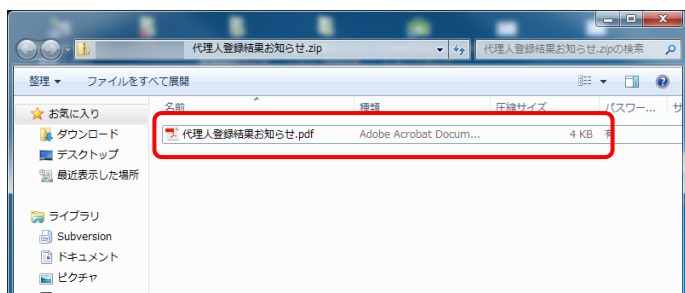 代理人登録結果お知らせ.zip
代理人登録結果お知らせ.zipの検索
整理 ファイルをすべて展開
お気に入り
ダウンロード
デスクトップ
最近表示した場所
ライブラリ
Subversion
ドキュメント
ピクチャ
名前 種類 圧縮サイズ パスワー... サ
代理人登録結果お知らせ.pdf Adobe Acrobat Docum... 4 KB 有